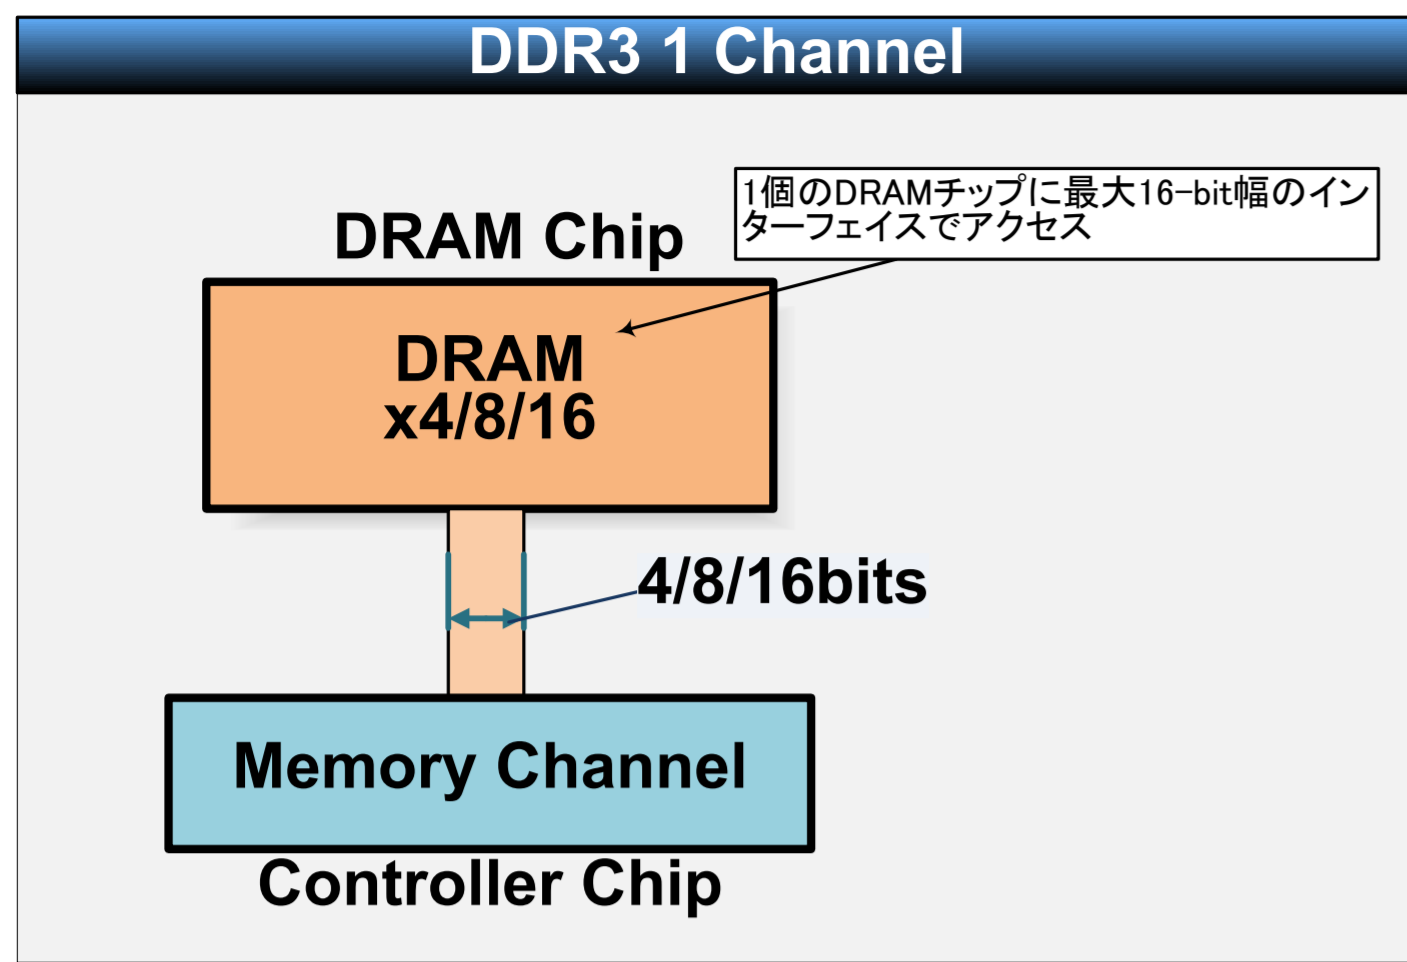 DDR3 1 Channel
1個のDRAMチップに最大16-bit幅のイン
ターフェイスでアクセス
DRAM Chip
DRAM
x4/8/16
4/8/16bits
Memory Channel
Controller Chip